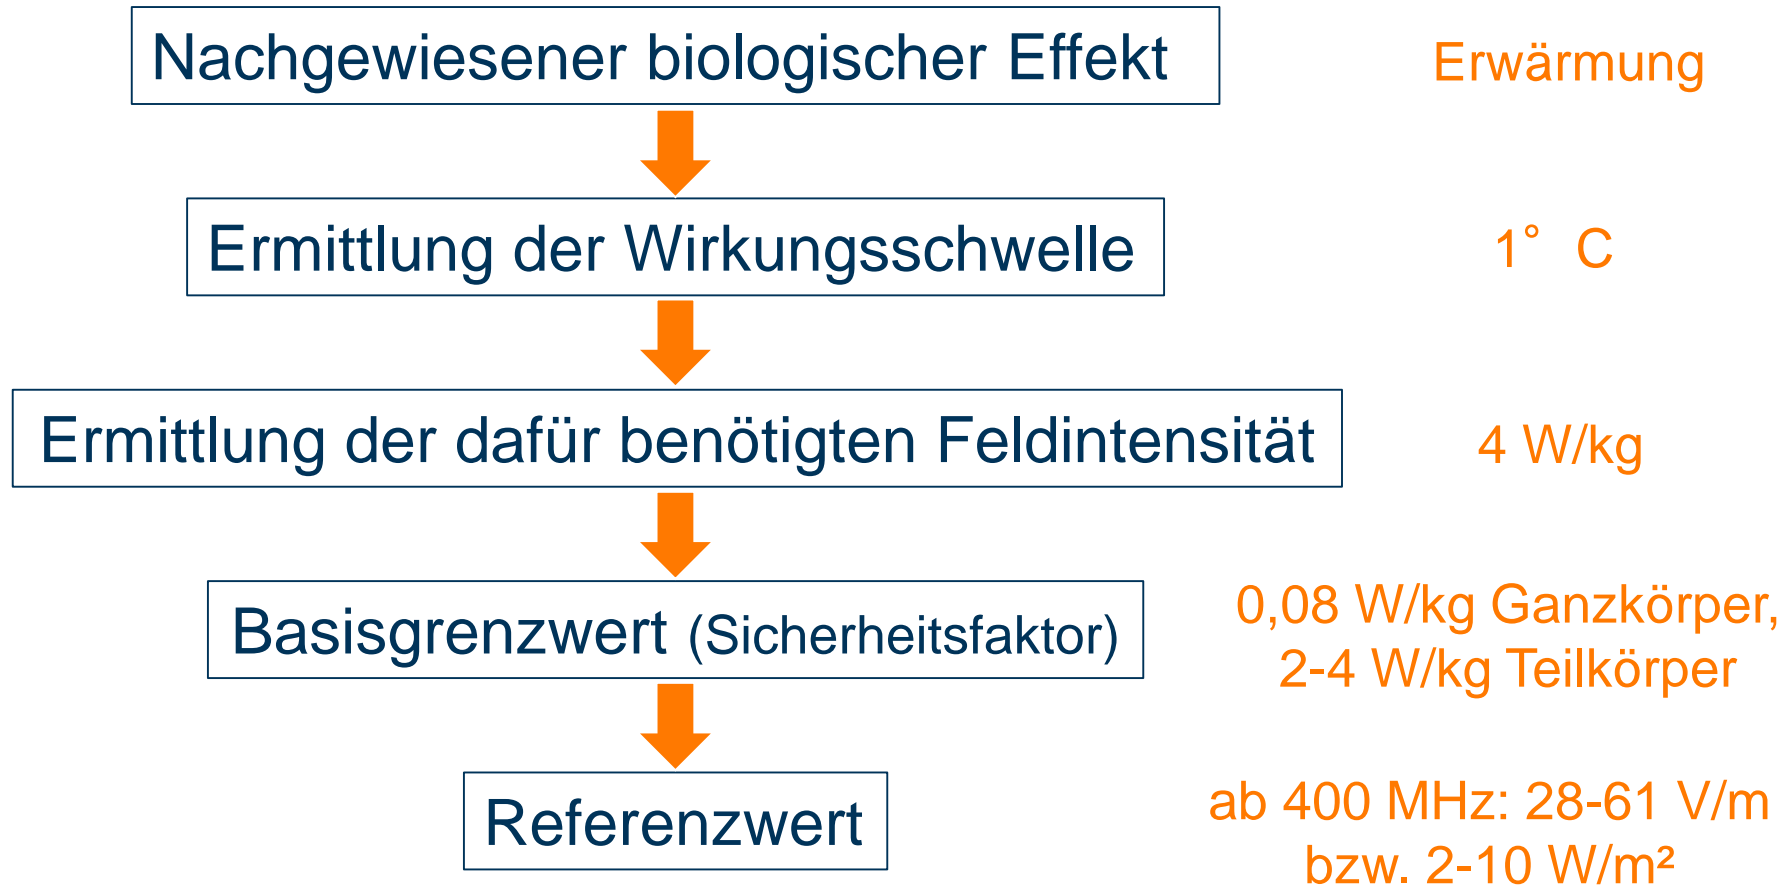 Nachgewiesener biologischer Effekt
Erwärmung
Ermittlung der Wirkungsschwelle
1° C
Ermittlung der dafür benötigten Feldintensität
4 W/kg
Basisgrenzwert (Sicherheitsfaktor)
0,08 W/kg Ganzkörper,
2-4 W/kg Teilkörper
Referenzwert
ab 400 MHz: 28-61 V/m
bzw. 2-10 W/m²